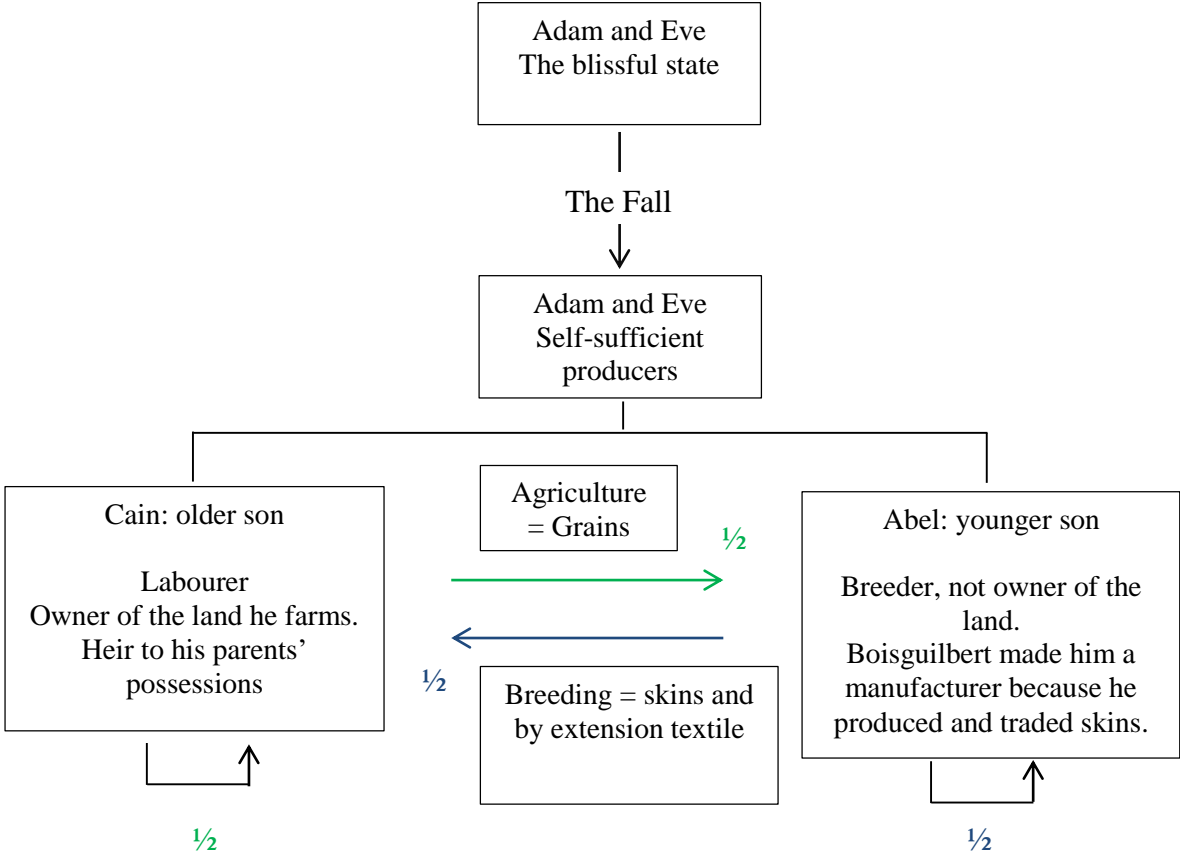 Adam and Eve
The blissful state
The Fall
Adam and Eve
Self-sufficient
producers
Cain: older son
Labourer
Owner of the land he farms.
Heir to his parents’
possessions
½
Agriculture
= Grains
½
½
Breeding = skins and
by extension textile
Abel: younger son
Breeder, not owner of the
land.
Boisguilbert made him a
manufacturer because he
produced and traded skins.
½